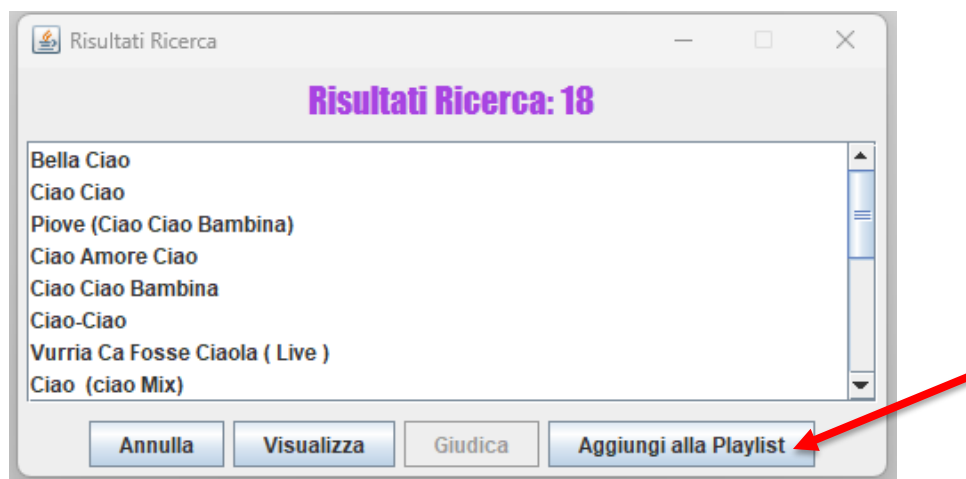 Risultati Ricerca
Risultati Ricerca: 18
Bella Ciao
Ciao Ciao
Piove (Ciao Ciao Bambina)
Ciao Amore Ciao
Ciao Ciao Bambina
Ciao-Ciao
Vurria Ca Fosse Ciaola ( Live )
Ciao  (ciao Mix)
Annulla Visualizza Giudica Aggiungi alla Playlist